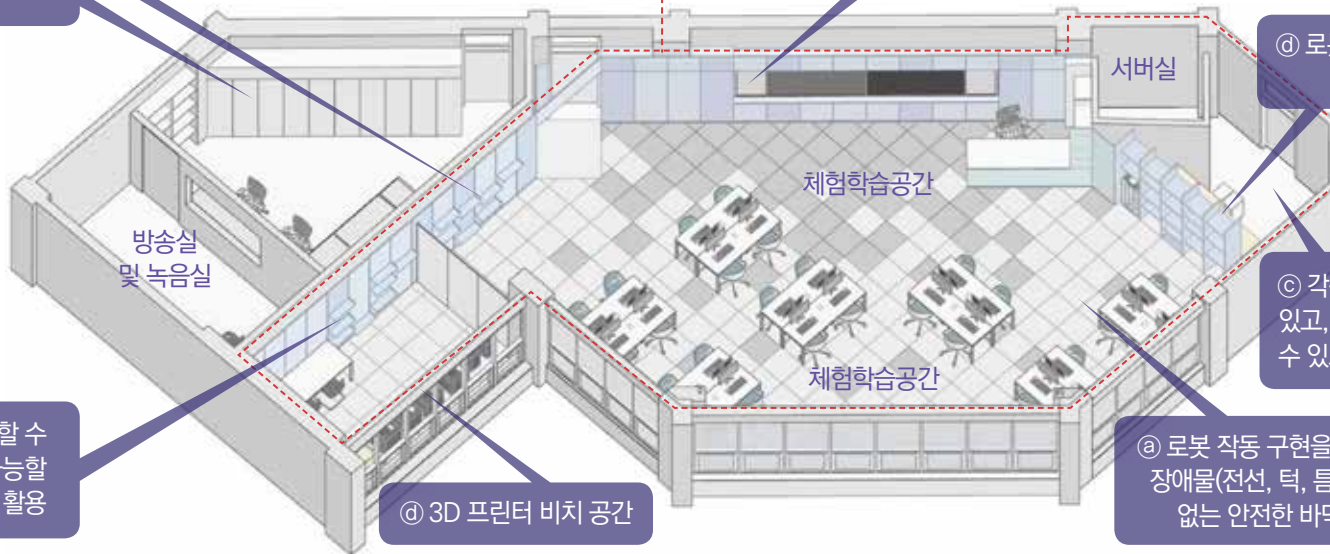 ⓓ 로
서버실
체험학습공간
방송실
및 녹음실
ⓒ 각
있고,
수 있
체험학습공간
할 수
능할
활용
ⓓ 3D 프린터 비치 공간
ⓐ 로봇 작동 구현을
장애물(전선, 턱, 틈
없는 안전한 바닥